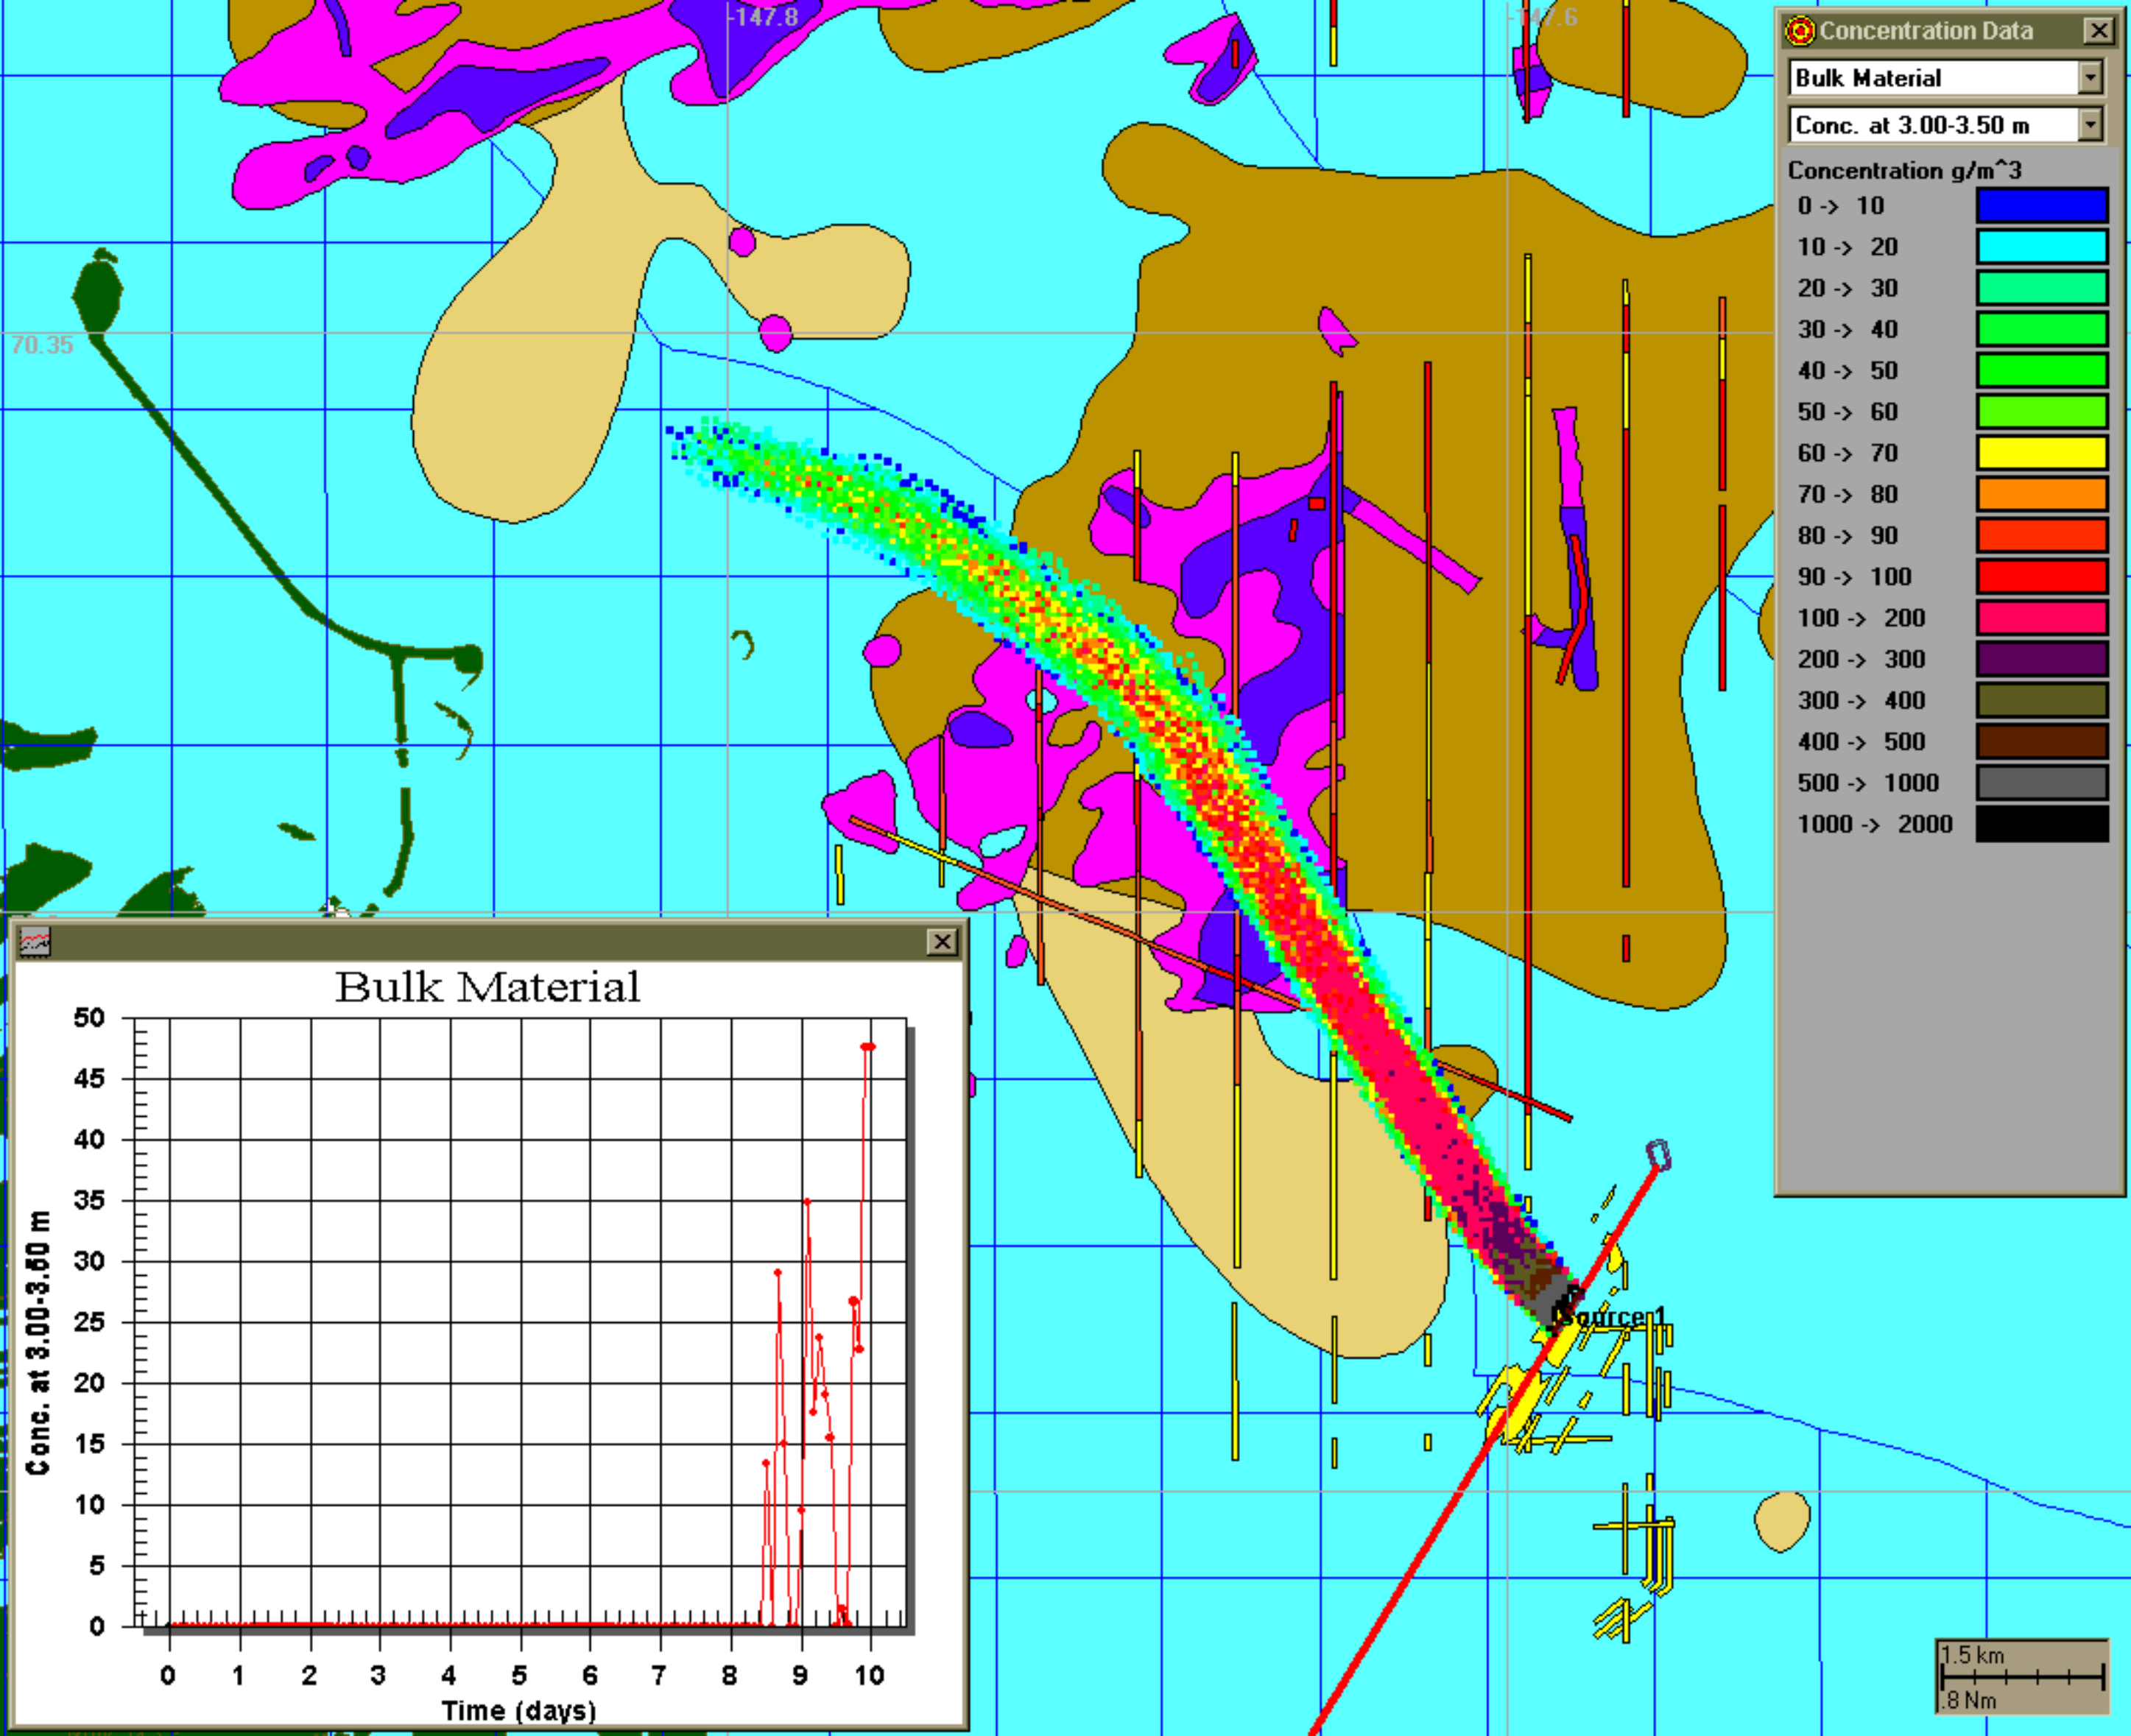 -147.8
-147.6
70.35
Concentration Data
Bulk Material
Conc. at 3.00-3.50 m
Concentration g/m^3
0 -> 10
10 -> 20
20 -> 30
30 -> 40
40 -> 50
50 -> 60
60 -> 70
70 -> 80
80 -> 90
90 -> 100
100 -> 200
200 -> 300
300 -> 400
400 -> 500
500 -> 1000
1000 -> 2000
Source 1
Bulk Material
Conc. at 3.00-3.50 m
50
45
40
35
30
25
20
15
10
5
0
0 1 2 3 4 5 6 7 8 9 10
Time (days)
1.5 km
.8 Nm